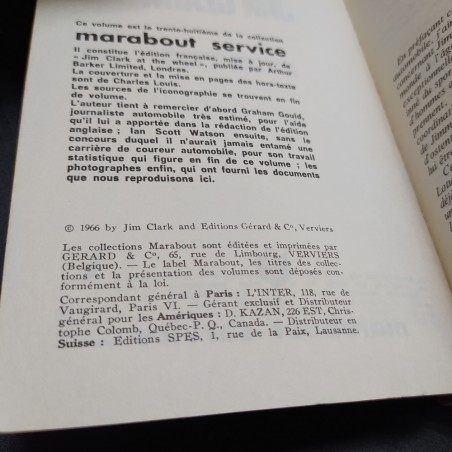 Ce volume est le trente-huitième de la collection
marabout service
Il constitue l'édition française, mise à jour, de
« Jim Clark at the wheel », publiée par Arthur
Barker Limited, Londres.
La couverture et la mise en pages des hors-texte
sont de Charles Louis.
Les sources de l'iconographie se trouvent en fin
de volume.
L'auteur tient à remercier d'abord Graham Gould,
journaliste automobile très estimé, pour l'aide
qu'il lui a apportée dans la rédaction de l'édition
anglaise ; Ian Scott Watson ensuite, sans le
concours duquel il n'aurait jamais entamé une
carrière de coureur automobile, pour son travail
statistique qui figure en fin de ce volume ; les
photographes enfin, qui ont fourni les documents
que nous reproduisons ici.
© 1966 by Jim Clark and Editions Gérard & C°, Verviers
Les collections Marabout sont éditées et imprimées par
GERARD & C°, 65, rue de Limbourg, VERVIERS
(Belgique). — Le label Marabout, les titres des collec-
tions et la présentation des volumes sont déposés confor-
mément à la loi.
Correspondant général à Paris : L'INTER, 118, rue de
Vaugirard, Paris VI. — Gérant exclusif et Distributeur
général pour les Amériques : D. KAZAN, 226 EST, Chris-
tophe Colomb, Québec-P. Q., Canada. — Distributeur en
Suisse : Editions SPES, 1, rue de la Paix, Lausanne.
En préfaçant c